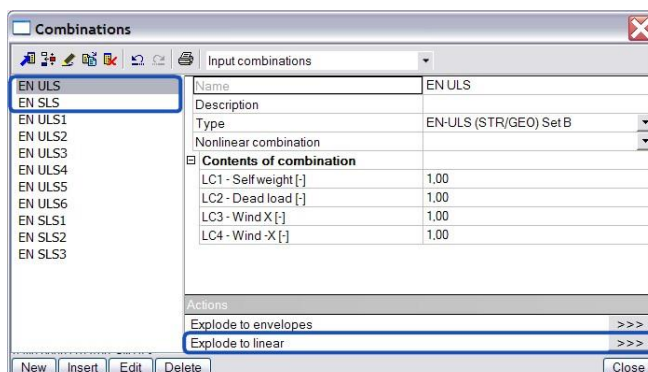 Combinations
Input combinations
EN ULS
EN SLS
EN ULS1
EN ULS2
EN ULS3
EN ULS4
EN ULS5
EN ULS6
EN SLS1
EN SLS2
EN SLS3
Name EN ULS
Description
Type EN-ULS (STR/GEO) Set B
Nonlinear combination
Contents of combination
LC1 - Self weight [-] 1,00
LC2 - Dead load [-] 1,00
LC3 - Wind X [-] 1,00
LC4 - Wind -X [-] 1,00
Actions
Explode to envelopes >>>
Explode to linear >>>
New Insert Edit Delete Close